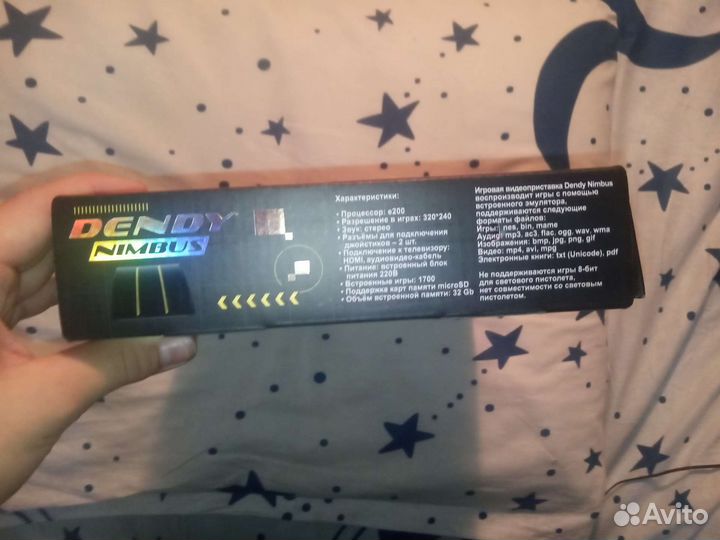 DENDY
NIMBUS
Характеристики:
• Процессор: e200
• Разрешение в играх: 320*240
• Звук: стерео
• Разъёмы для подключения
джойстиков – 2 шт.
• Подключение к телевизору:
HDMI, аудиовидео-кабель
• Питание: встроенный блок
питания 220В
• Встроенные игры: 1700
• Поддержка карт памяти microSD
• Объём встроенной памяти: 32 Gb
Игровая видеоприставка Dendy Nimbus
воспроизводит игры с помощью
встроенного эмулятора,
поддерживаются следующие
форматы файлов:
Игры: nes, bin, mame
Аудио: mp3, ac3, flac, ogg, wav, wma
Изображения: bmp, jpg, png, gif
Видео: mp4, avi, mpg
Электронные книги: txt (Unicode), pdf
Не поддерживаются игры 8-бит
для светового пистолета,
нет совместимости со световым
пистолетом.
Avito